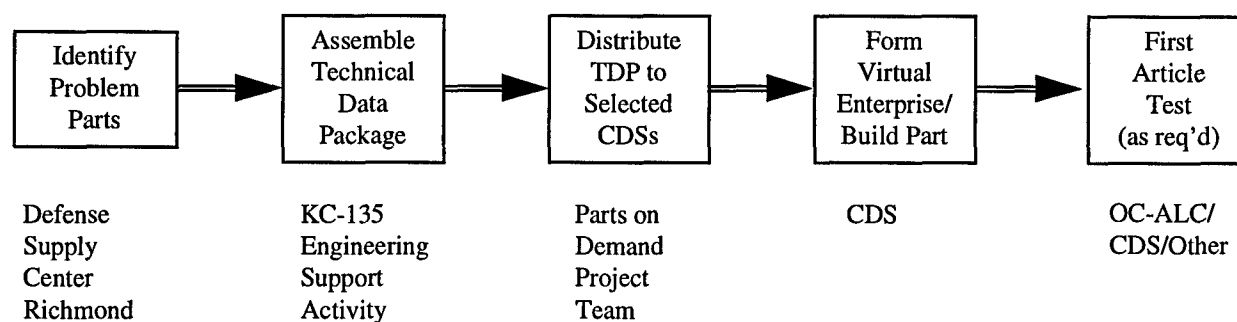 Identify
Problem
Parts
Assemble
Technical
Data
Package
Distribute
TDP to
Selected
CDSs
Form
Virtual
Enterprise/
Build Part
First
Article
Test
(as req'd)
Defense
Supply
Center
Richmond
KC-135
Engineering
Support
Activity
Parts on
Demand
Project
Team
CDS
OC-ALC/
CDS/Other